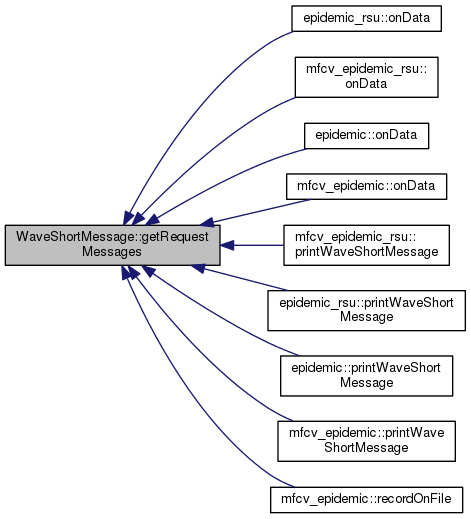 epidemic_rsu::onData
mfcv_epidemic_rsu::
onData
epidemic::onData
mfcv_epidemic::onData
WaveShortMessage::getRequest
Messages
mfcv_epidemic_rsu::
printWaveShortMessage
epidemic_rsu::printWaveShort
Message
epidemic::printWaveShort
Message
mfcv_epidemic::printWave
ShortMessage
mfcv_epidemic::recordOnFile